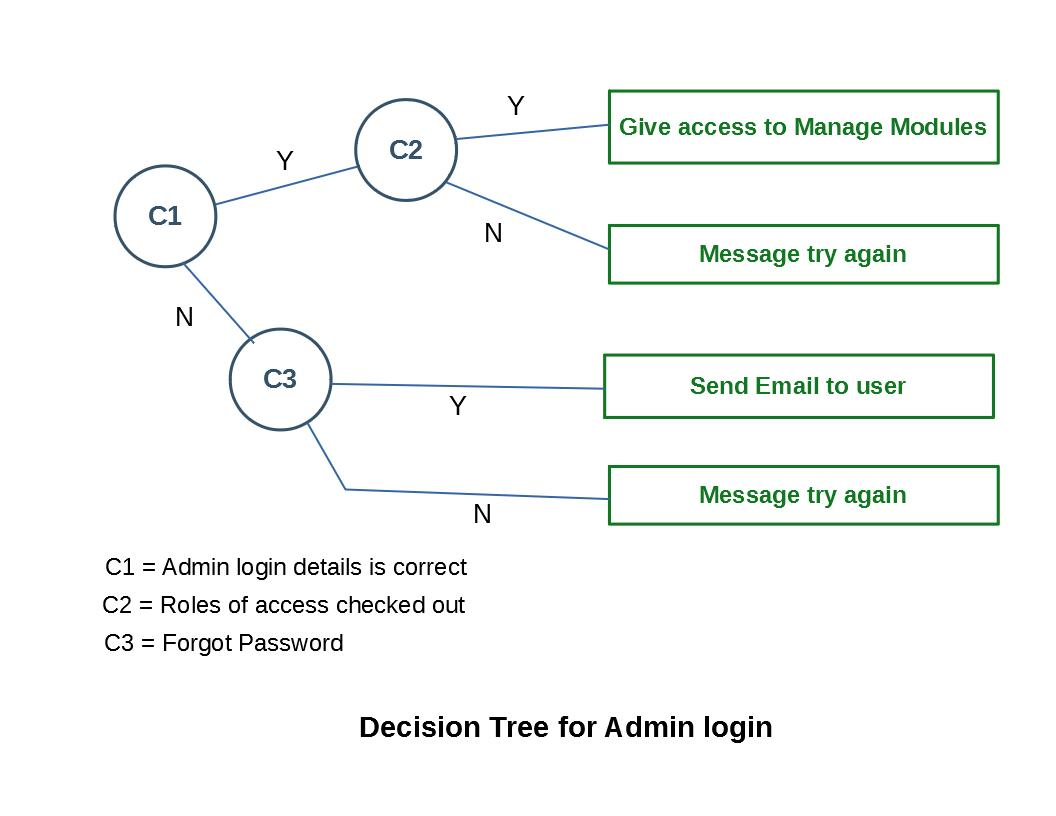 Y
Give access to Manage Modules
C2
Y
C1
N
Message try again
N
C3
Send Email to user
Y
Message try again
N
C1 = Admin login details is correct
C2 = Roles of access checked out
C3 = Forgot Password
Decision Tree for Admin login